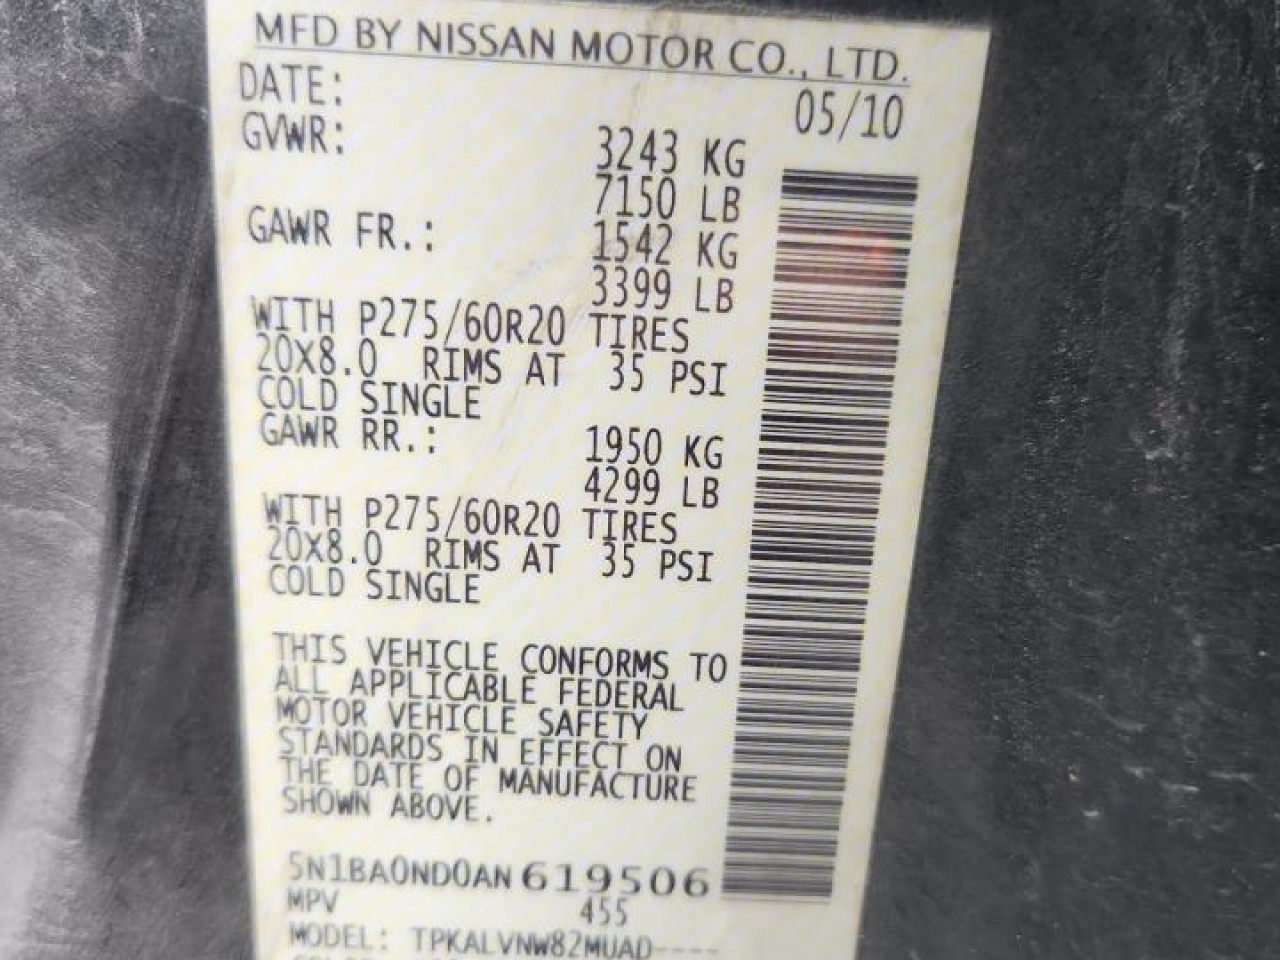 MFD BY NISSAN MOTOR CO., LTD.
DATE: 05/10
GVWR: 3243 KG
7150 LB
GAWR FR.: 1542 KG
3399 LB
WITH P275/60R20 TIRES
20X8.0 RIMS AT 35 PSI
COLD SINGLE
GAWR RR.: 1950 KG
4299 LB
WITH P275/60R20 TIRES
20X8.0 RIMS AT 35 PSI
COLD SINGLE
THIS VEHICLE CONFORMS TO
ALL APPLICABLE FEDERAL
MOTOR VEHICLE SAFETY
STANDARDS IN EFFECT ON
THE DATE OF MANUFACTURE
SHOWN ABOVE.
5N1BA0ND0AN619506
MPV 455
MODEL: TPKALVNW82MUAD----